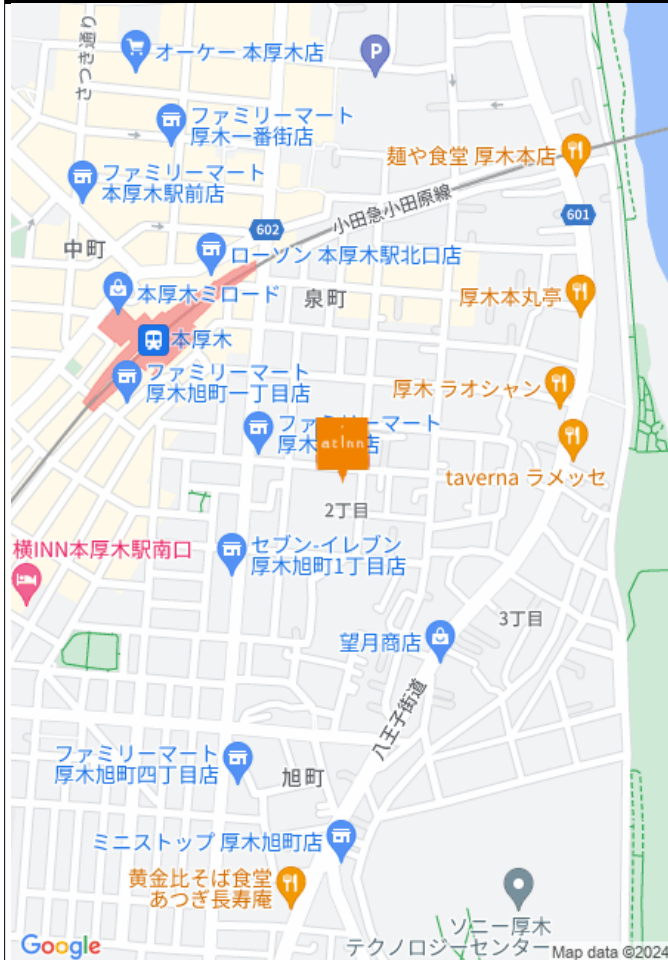 さつき通り
オーケー 本厚木店
P
ファミリーマート
厚木一番街店
麺や食堂 厚木本店
ファミリーマート
本厚木駅前店
小田急小田原線
601
602
中町
ローソン 本厚木駅北口店
本厚木ミロード
泉町
厚木本丸亭
本厚木
ファミリーマート
厚木旭町一丁目店
厚木 ラオシャン
ファミリーマート
厚木
店
at Inn
taverna ラメッセ
2丁目
横INN本厚木駅南口
セブン-イレブン
厚木旭町1丁目店
3丁目
望月商店
八王子街道
ファミリーマート
厚木旭町四丁目店
旭町
ミニストップ 厚木旭町店
黄金比そば食堂
あつぎ長寿庵
ソニー厚木
テクノロジーセンター
Google
Map data ©2024